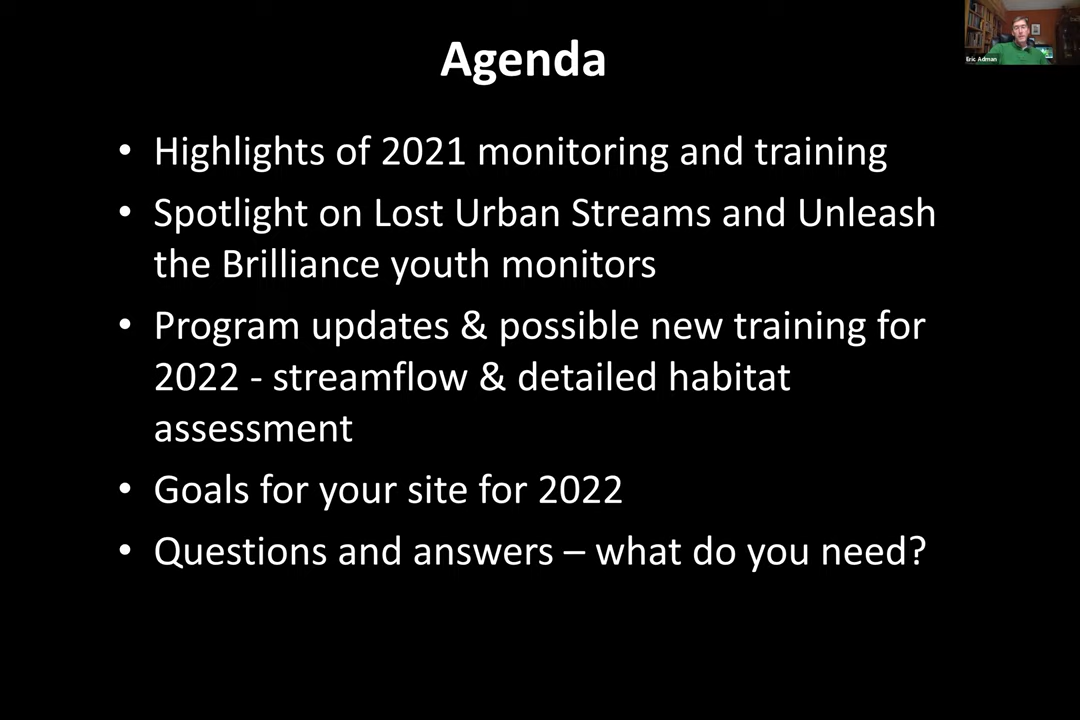 Agenda
Eric Adman
• Highlights of 2021 monitoring and training
• Spotlight on Lost Urban Streams and Unleash
the Brilliance youth monitors
• Program updates & possible new training for
2022 - streamflow & detailed habitat
assessment
• Goals for your site for 2022
• Questions and answers – what do you need?